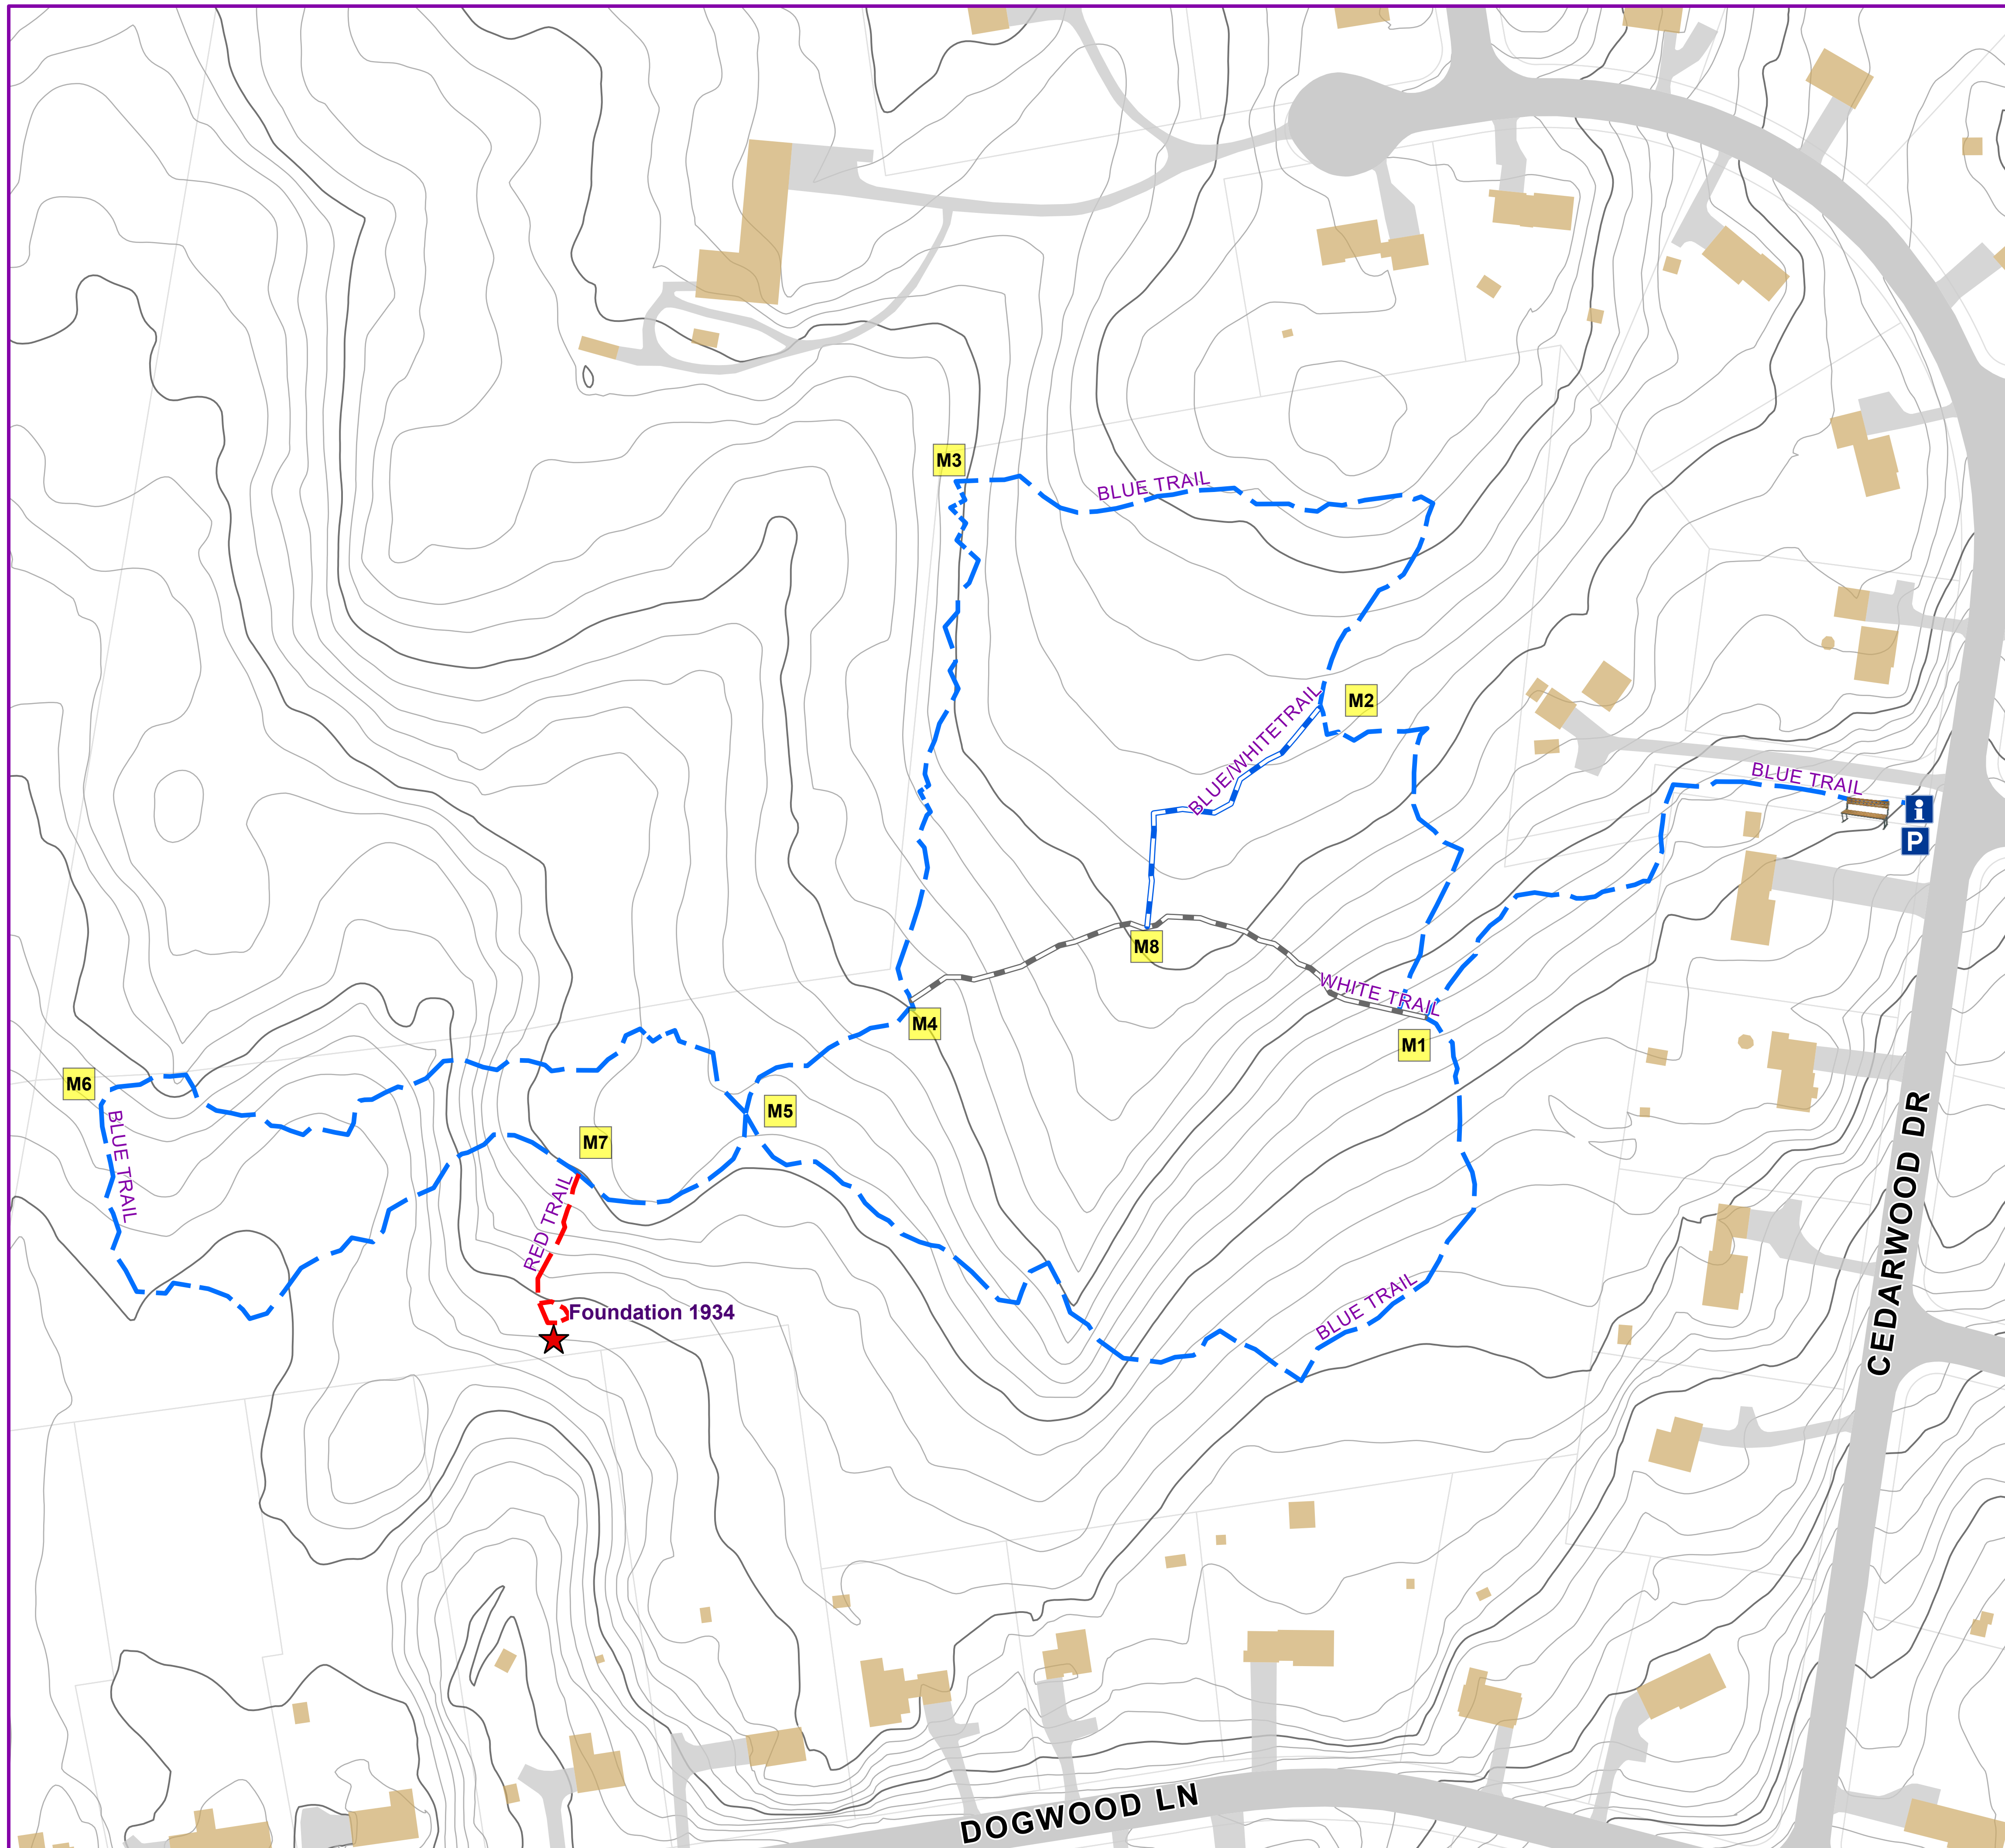 M3
BLUE TRAIL
M2
BLUE/WHITETRAIL
BLUE TRAIL
i
P
M8
WHITE TRAIL
M4
M1
M6
M5
BLUE TRAIL
M7
RED TRAIL
Foundation 1934
BLUE TRAIL
CEDARWOOD DR
DOGWOOD LN